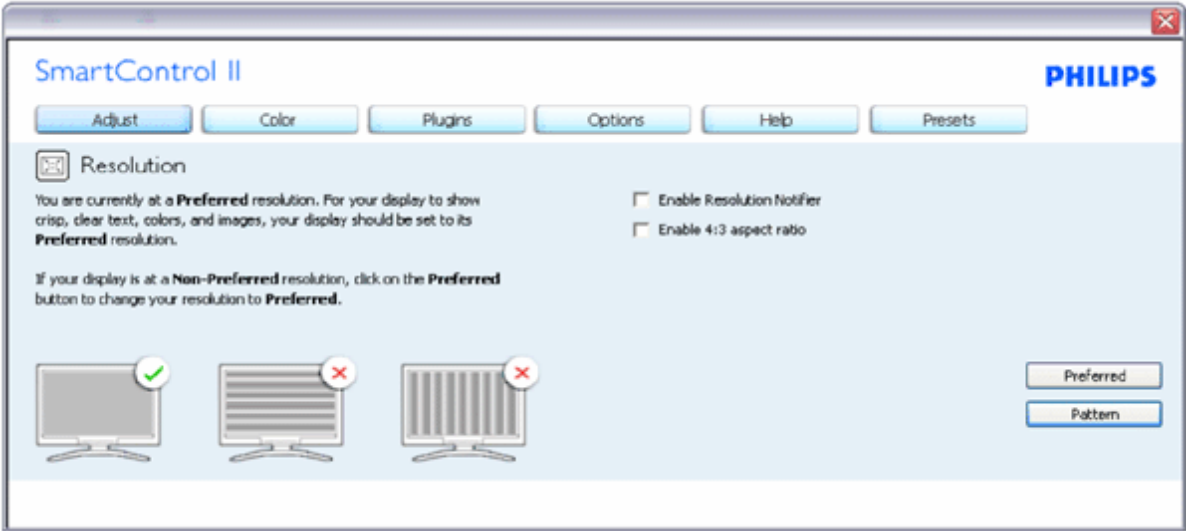 SmartControl II
PHILIPS
Adjust
Color
Plugins
Options
Help
Presets
Resolution
You are currently at a Preferred resolution. For your display to show
crisp, clear text, colors, and images, your display should be set to its
Preferred resolution.
If your display is at a Non-Preferred resolution, click on the Preferred
button to change your resolution to Preferred.
Enable Resolution Notifier
Enable 4:3 aspect ratio
Preferred
Pattern